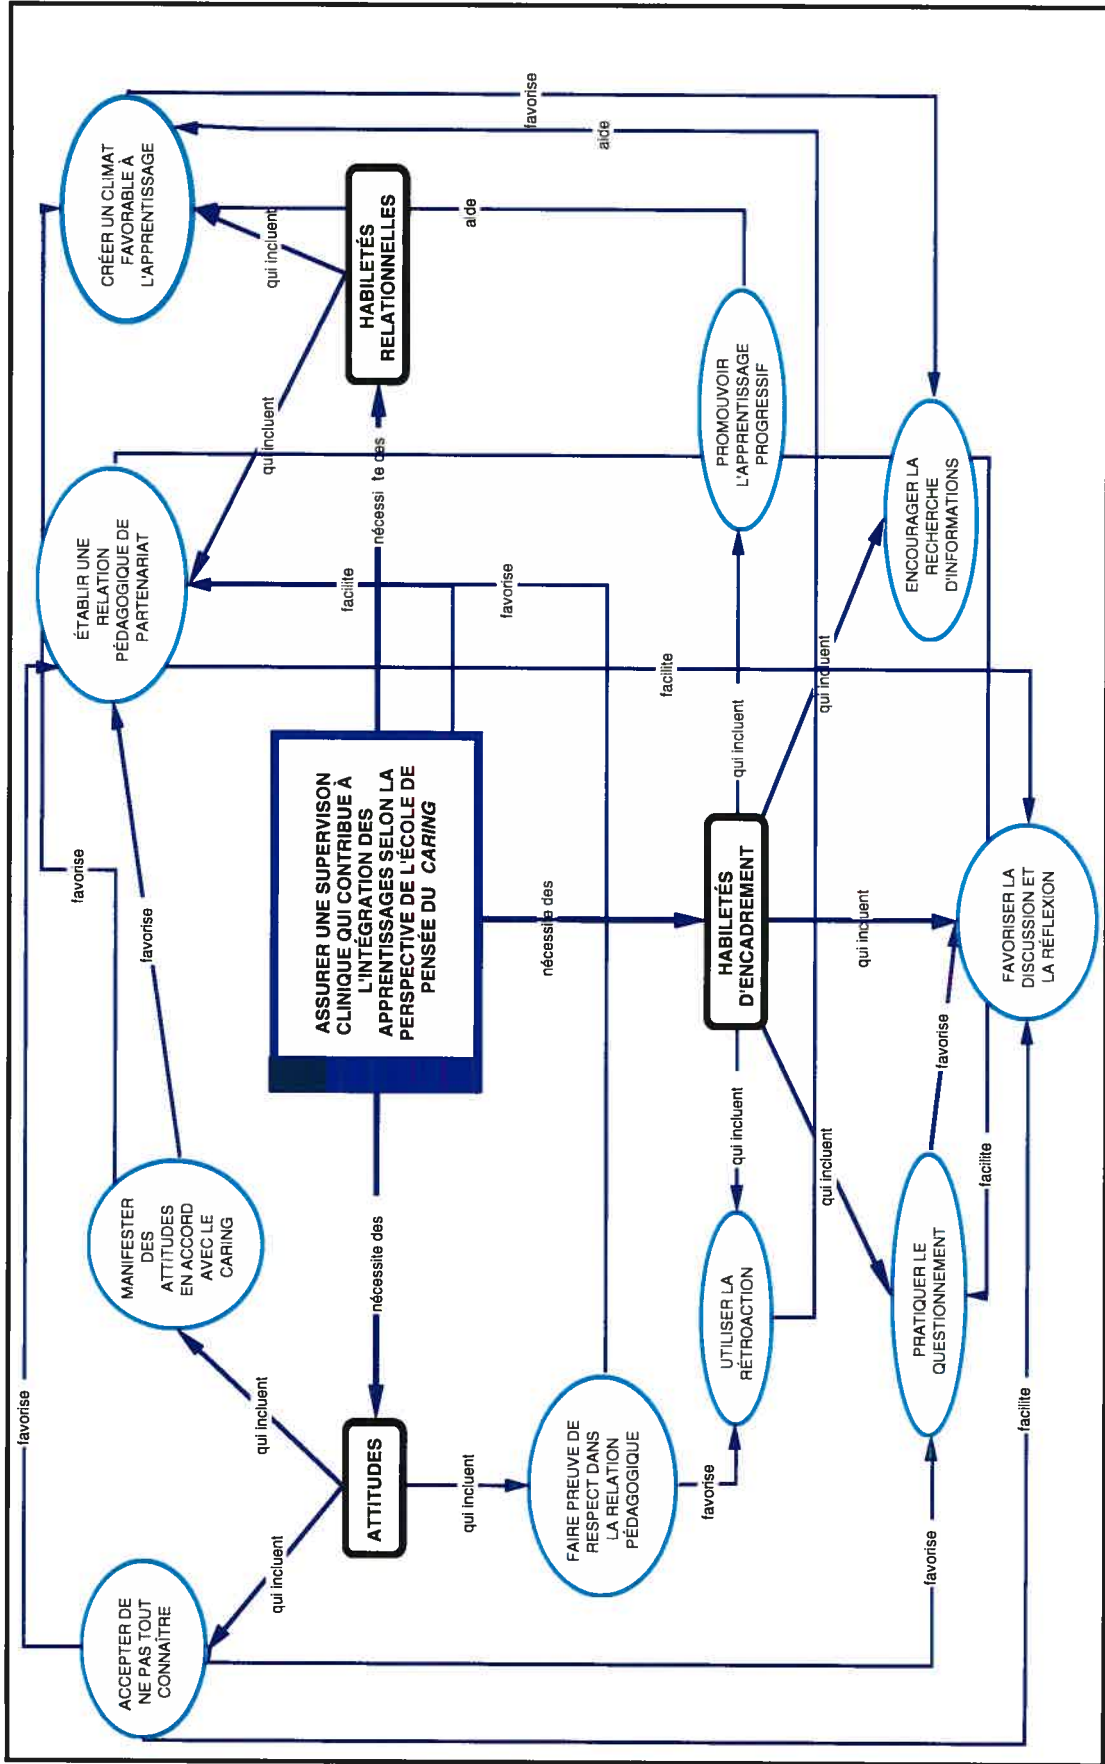 favorise
favorise
ACCEPTER DE
NE PAS TOUT
CONNAÎTRE
MANIFESTER
DES
ATTITUDES
EN ACCORD
AVEC LE
CARING
favorise
ÉTABLIR UNE
RELATION
PÉDAGOGIQUE DE
PARTENARIAT
CRÉER UN CLIMAT
FAVORABLE À
L'APPRENTISSAGE
qui incluent
qui incluent
qui incluent
qui incluent
ATTITUDES
nécessite des
ASSURER UNE SUPERVISON
CLINIQUE QUI CONTRIBUE À
L'INTÉGRATION DES
APPRENTISSAGES SELON LA
PERSPECTIVE DE L'ÉCOLE DE
PENSÉE DU CARING
facilite
nécessi te des
HABILETÉS
RELATIONNELLES
qui incluent
favorise
aide
favorise
aide
nécessite des
FAIRE PREUVE DE
RESPECT DANS
LA RELATION
PÉDAGOGIQUE
facilite
favorise
UTILISER LA
RÉTROACTION
qui incluent
HABILETÉS
D'ENCADREMENT
qui incluent
PROMOUVOIR
L'APPRENTISSAGE
PROGRESSIF
qui incluent
qui incluent
qui incluent
favorise
PRATIQUER LE
QUESTIONNEMENT
favorise
ENCOURAGER LA
RECHERCHE
D'INFORMATIONS
facilite
FAVORISER LA
DISCUSSION ET
LA RÉFLEXION
facilite